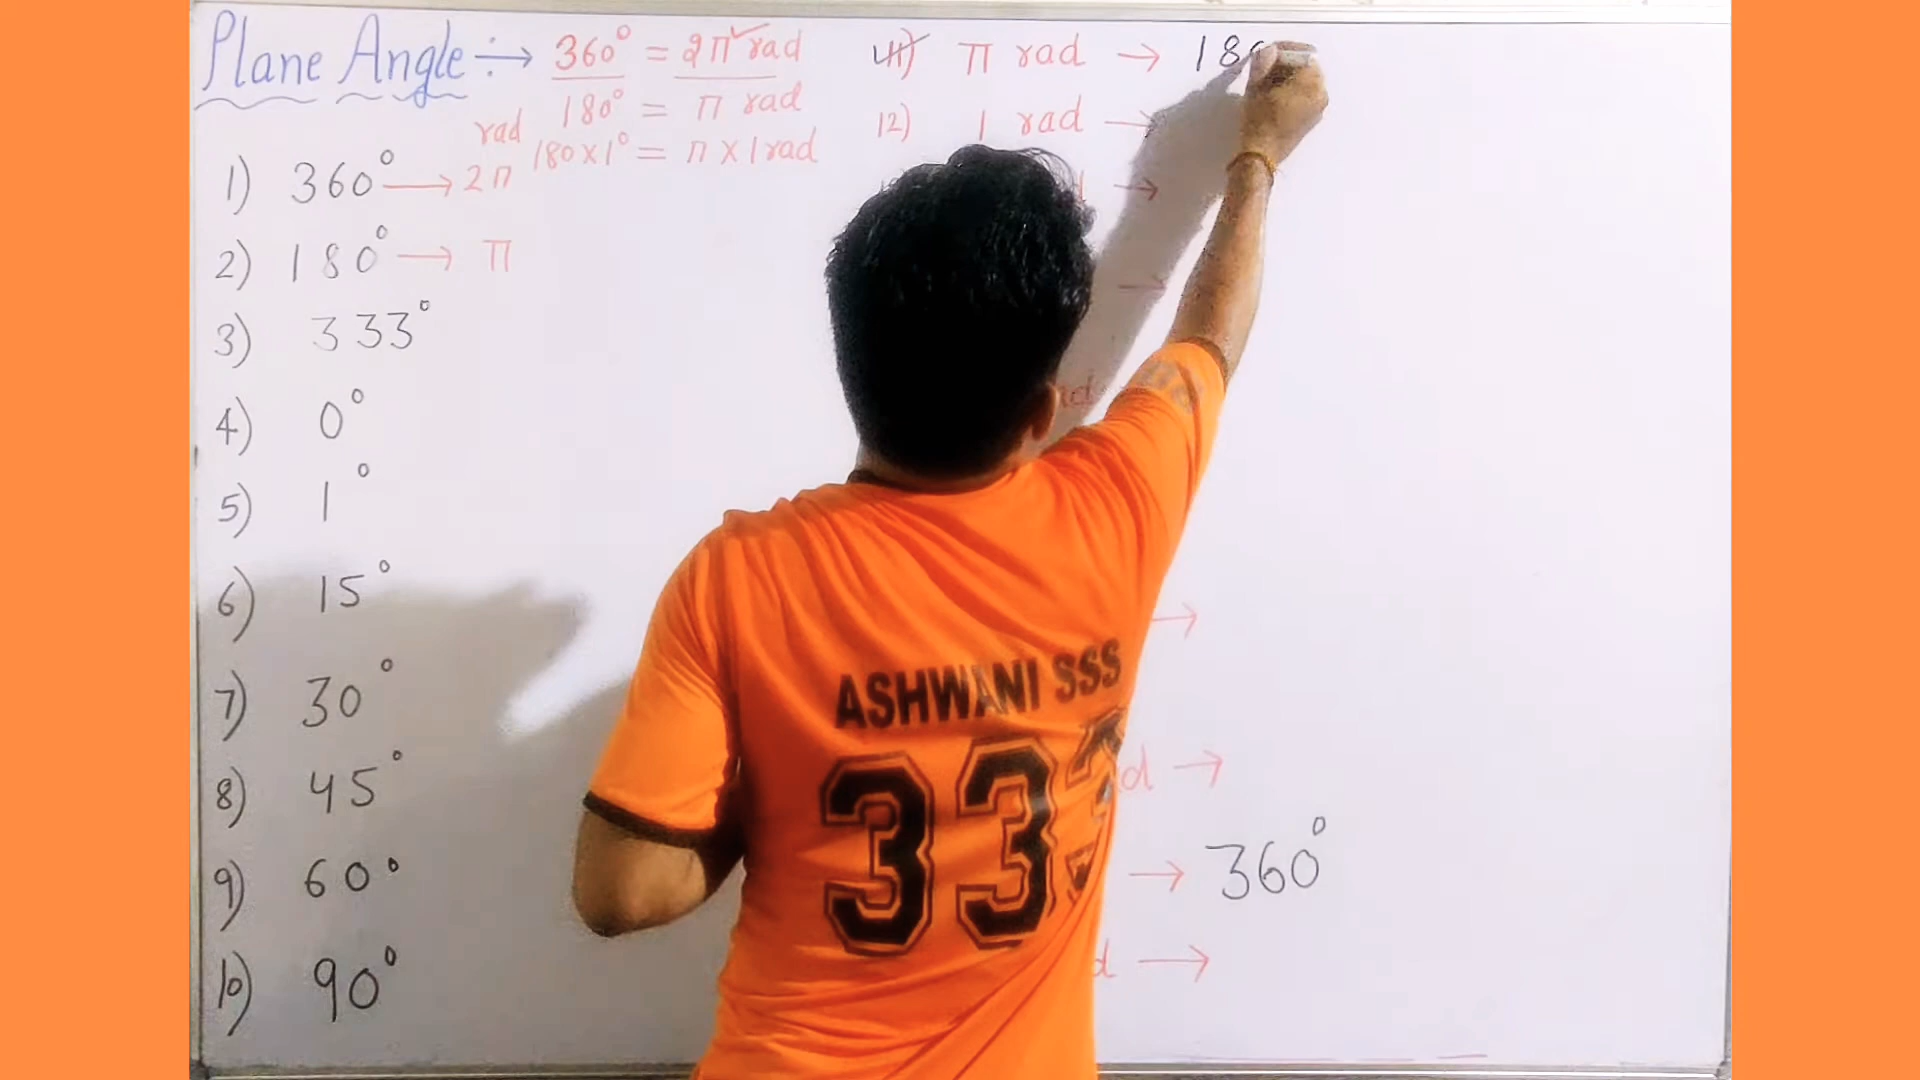 Plane Angle :→ 360° = 2π rad
180° = π rad
rad
180 x 1° = π x 1 rad
1) 360° → 2π
2) 180° → π
3) 333°
4) 0°
5) 1°
6) 15°
7) 30°
8) 45°
9) 60°
10) 90°
11) π rad → 18
12) 1 rad →
→
→
→
→
→ 360°
→
ASHWANI SSS
333